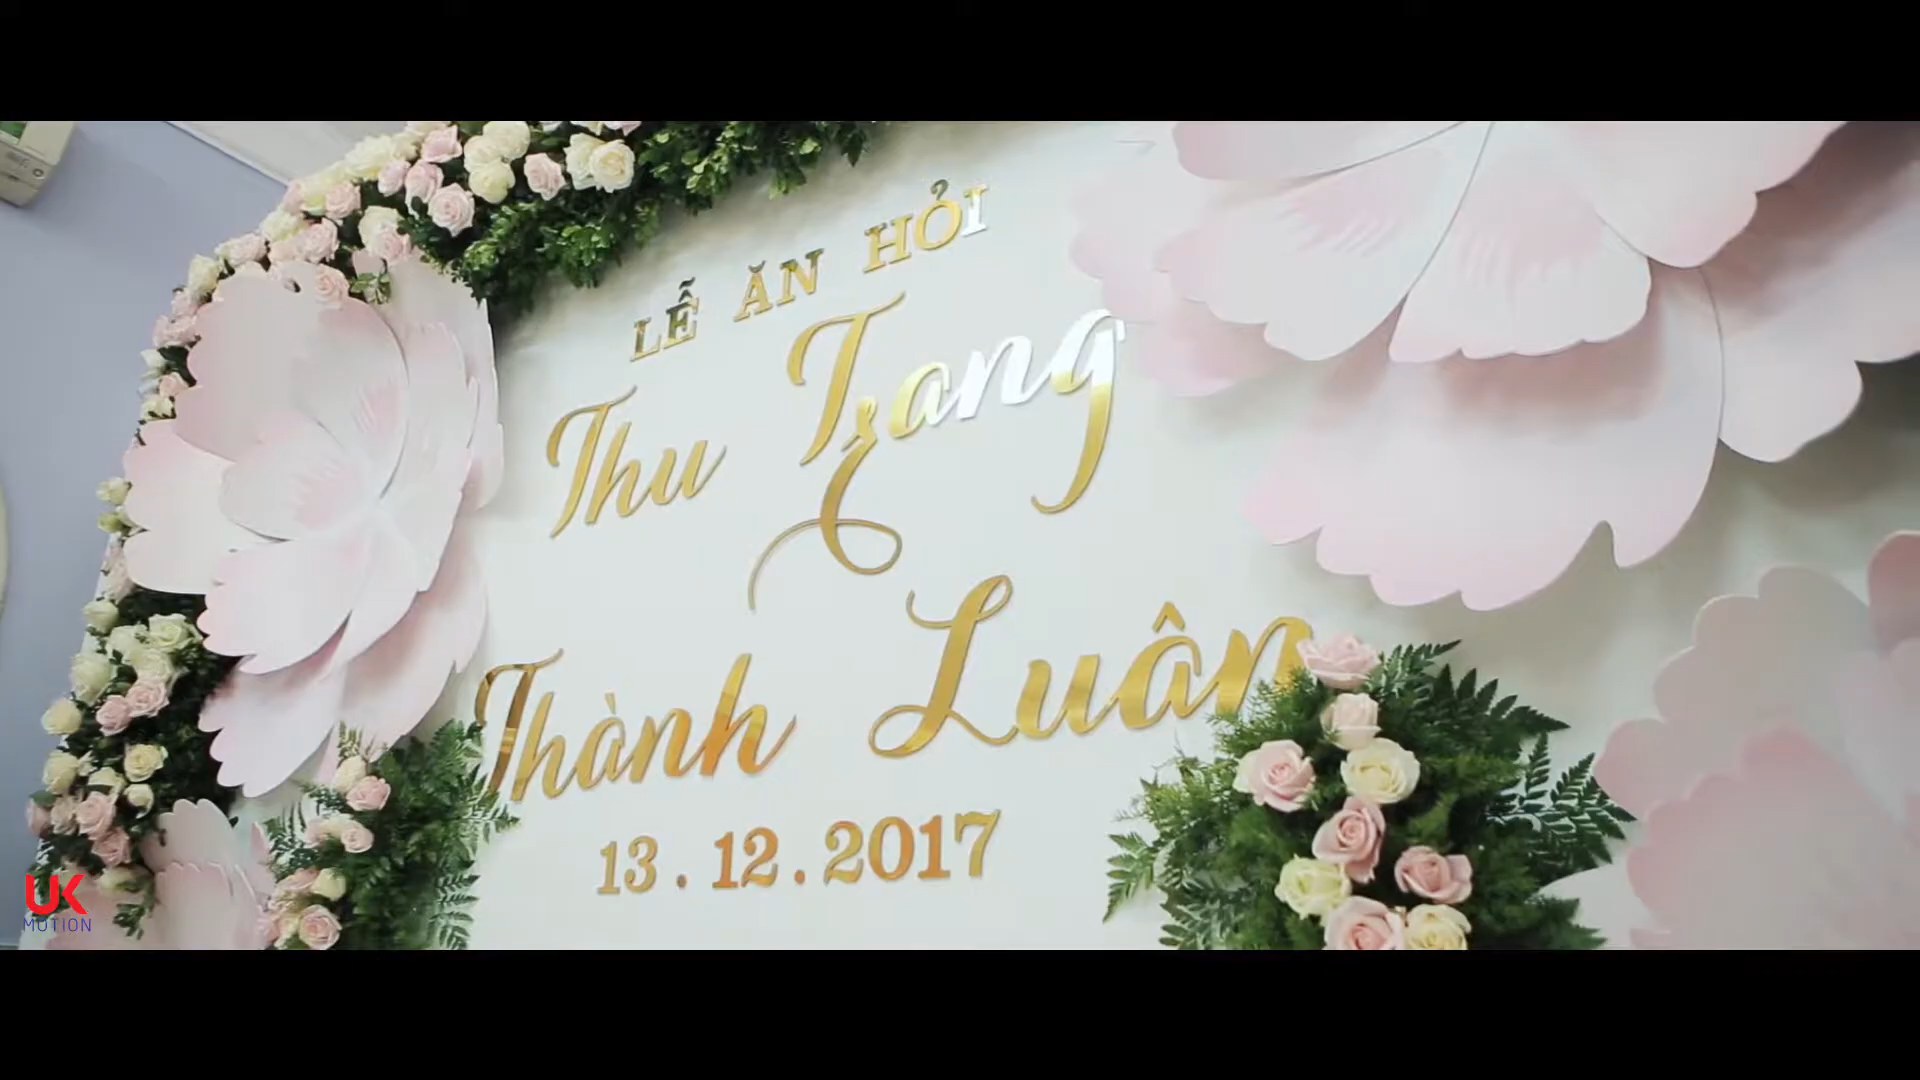 LỄ ĂN HỎI
Thu Trang
&
Thành Luân
13.12.2017
UK
MOTION